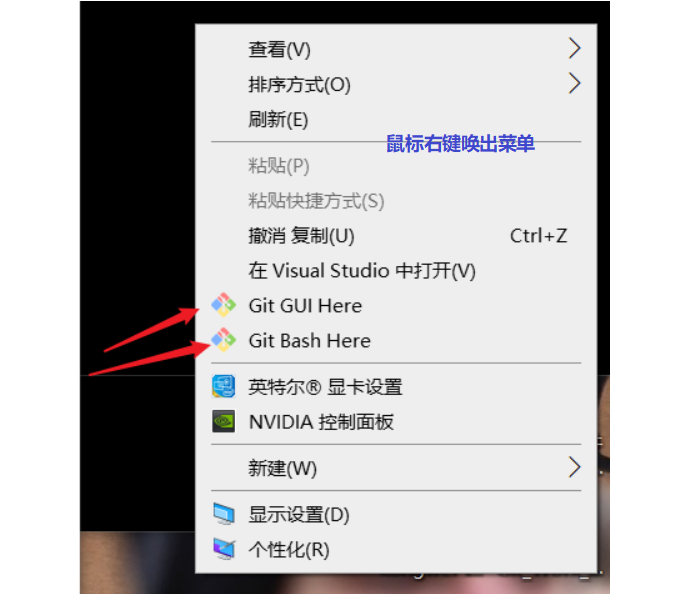 查看(V)
排序方式(O)
刷新(E)
鼠标右键唤出菜单
粘贴(P)
粘贴快捷方式(S)
撤消 复制(U) Ctrl+Z
在 Visual Studio 中打开(V)
Git GUI Here
Git Bash Here
英特尔® 显卡设置
NVIDIA 控制面板
新建(W)
显示设置(D)
个性化(R)